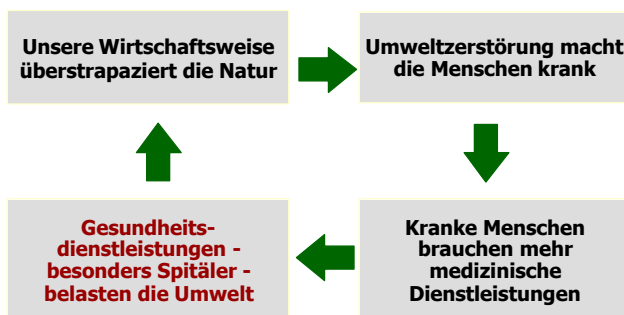 Unsere Wirtschaftsweise
überstrapaziert die Natur
Umweltzerstörung macht
die Menschen krank
Kranke Menschen
brauchen mehr
medizinische
Dienstleistungen
Gesundheits-
dienstleistungen -
besonders Spitäler -
belasten die Umwelt